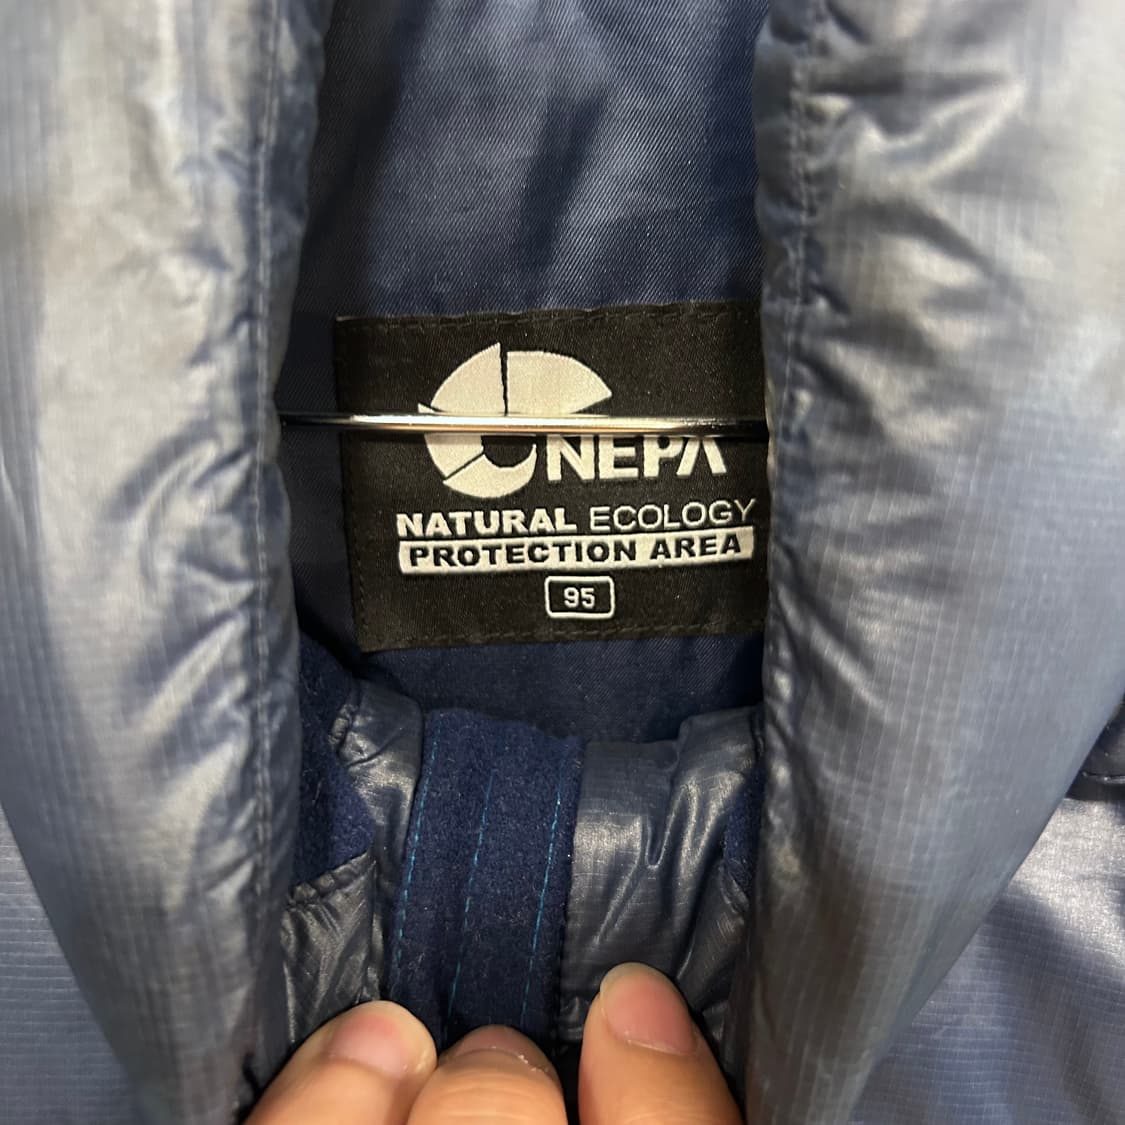 NEPA
NATURAL ECOLOGY
PROTECTION AREA
95